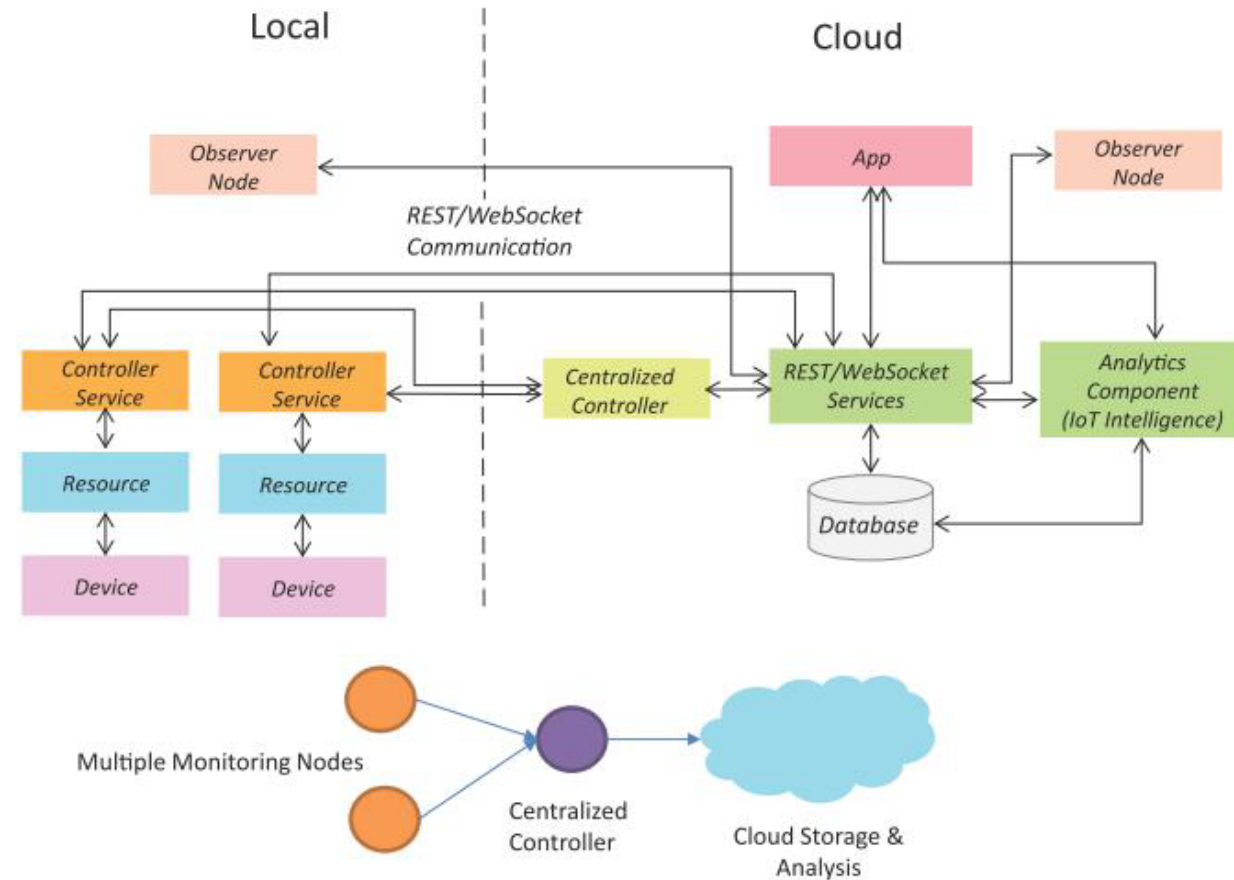 Local
Cloud
Observer
Node
App
Observer
Node
REST/WebSocket
Communication
Controller
Service
Controller
Service
Centralized
Controller
REST/WebSocket
Services
Analytics
Component
(IoT Intelligence)
Resource
Resource
Database
Device
Device
Multiple Monitoring Nodes
Centralized
Controller
Cloud Storage &
Analysis